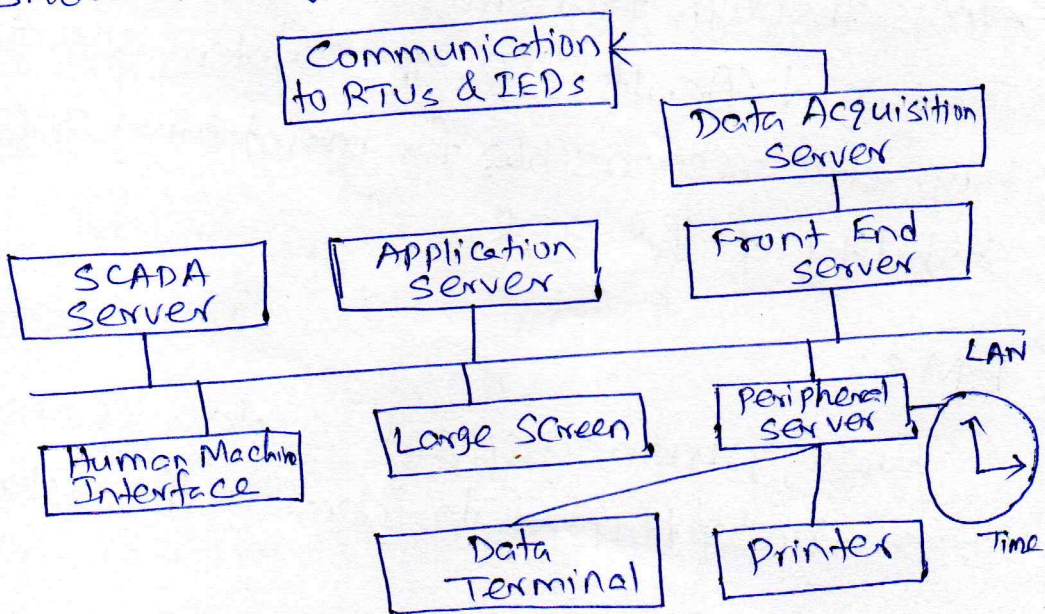 Communication
to RTUs & IEDs
Data Acquisition
Server
SCADA
Server
Application
Server
Front End
Server
LAN
Human Machine
Interface
Large Screen
Peripheral
Server
Data
Terminal
Printer
Time